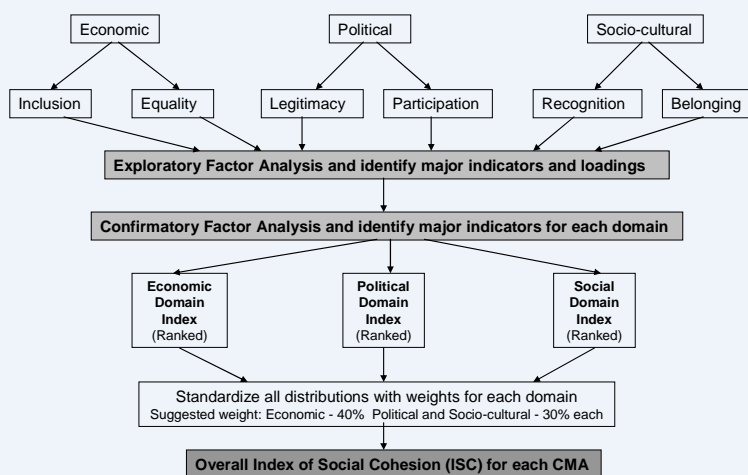 Economic
Political
Socio-cultural
Inclusion
Equality
Legitimacy
Participation
Recognition
Belonging
Exploratory Factor Analysis and identify major indicators and loadings
Confirmatory Factor Analysis and identify major indicators for each domain
Economic
Domain
Index
(Ranked)
Political
Domain
Index
(Ranked)
Social
Domain
Index
(Ranked)
Standardize all distributions with weights for each domain
Suggested weight: Economic - 40% Political and Socio-cultural - 30% each
Overall Index of Social Cohesion (ISC) for each CMA